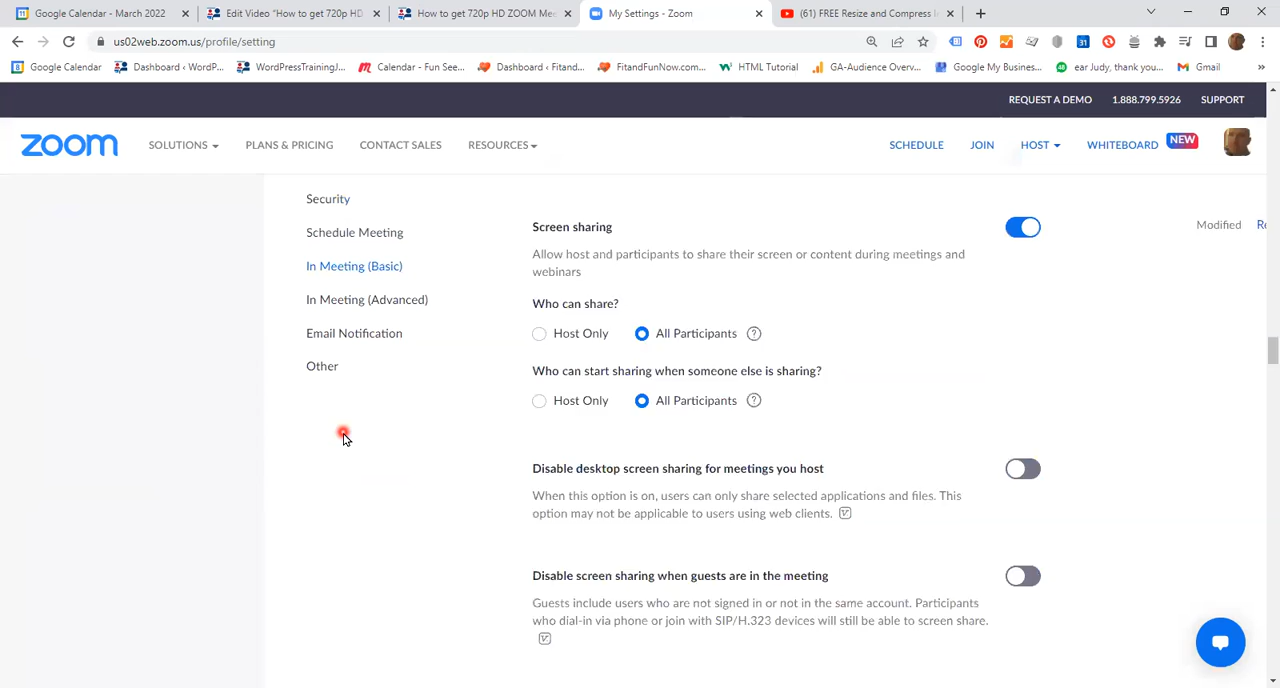 Google Calendar - March 2022
Edit Video "How to get 720p HD
How to get 720p HD ZOOM Mee
My Settings - Zoom
(61) FREE Resize and Compress
us02web.zoom.us/profile/setting
Google Calendar
Dashboard ‹ WordP...
WordPressTrainingJ...
Calendar - Fun See...
Dashboard ‹ Fitand...
FitandFunNow.com...
HTML Tutorial
GA-Audience Overv...
Google My Busines...
ear Judy, thank you...
Gmail
»
REQUEST A DEMO 1.888.799.5926 SUPPORT
zoom SOLUTIONS PLANS & PRICING CONTACT SALES RESOURCES SCHEDULE JOIN HOST WHITEBOARD NEW
Security
Schedule Meeting
In Meeting (Basic)
In Meeting (Advanced)
Email Notification
Other
Screen sharing
Modified Re
Allow host and participants to share their screen or content during meetings and
webinars
Who can share?
Host Only All Participants ?
Who can start sharing when someone else is sharing?
Host Only All Participants ?
Disable desktop screen sharing for meetings you host
When this option is on, users can only share selected applications and files. This
option may not be applicable to users using web clients.
Disable screen sharing when guests are in the meeting
Guests include users who are not signed in or not in the same account. Participants
who dial-in via phone or join with SIP/H.323 devices will still be able to screen share.